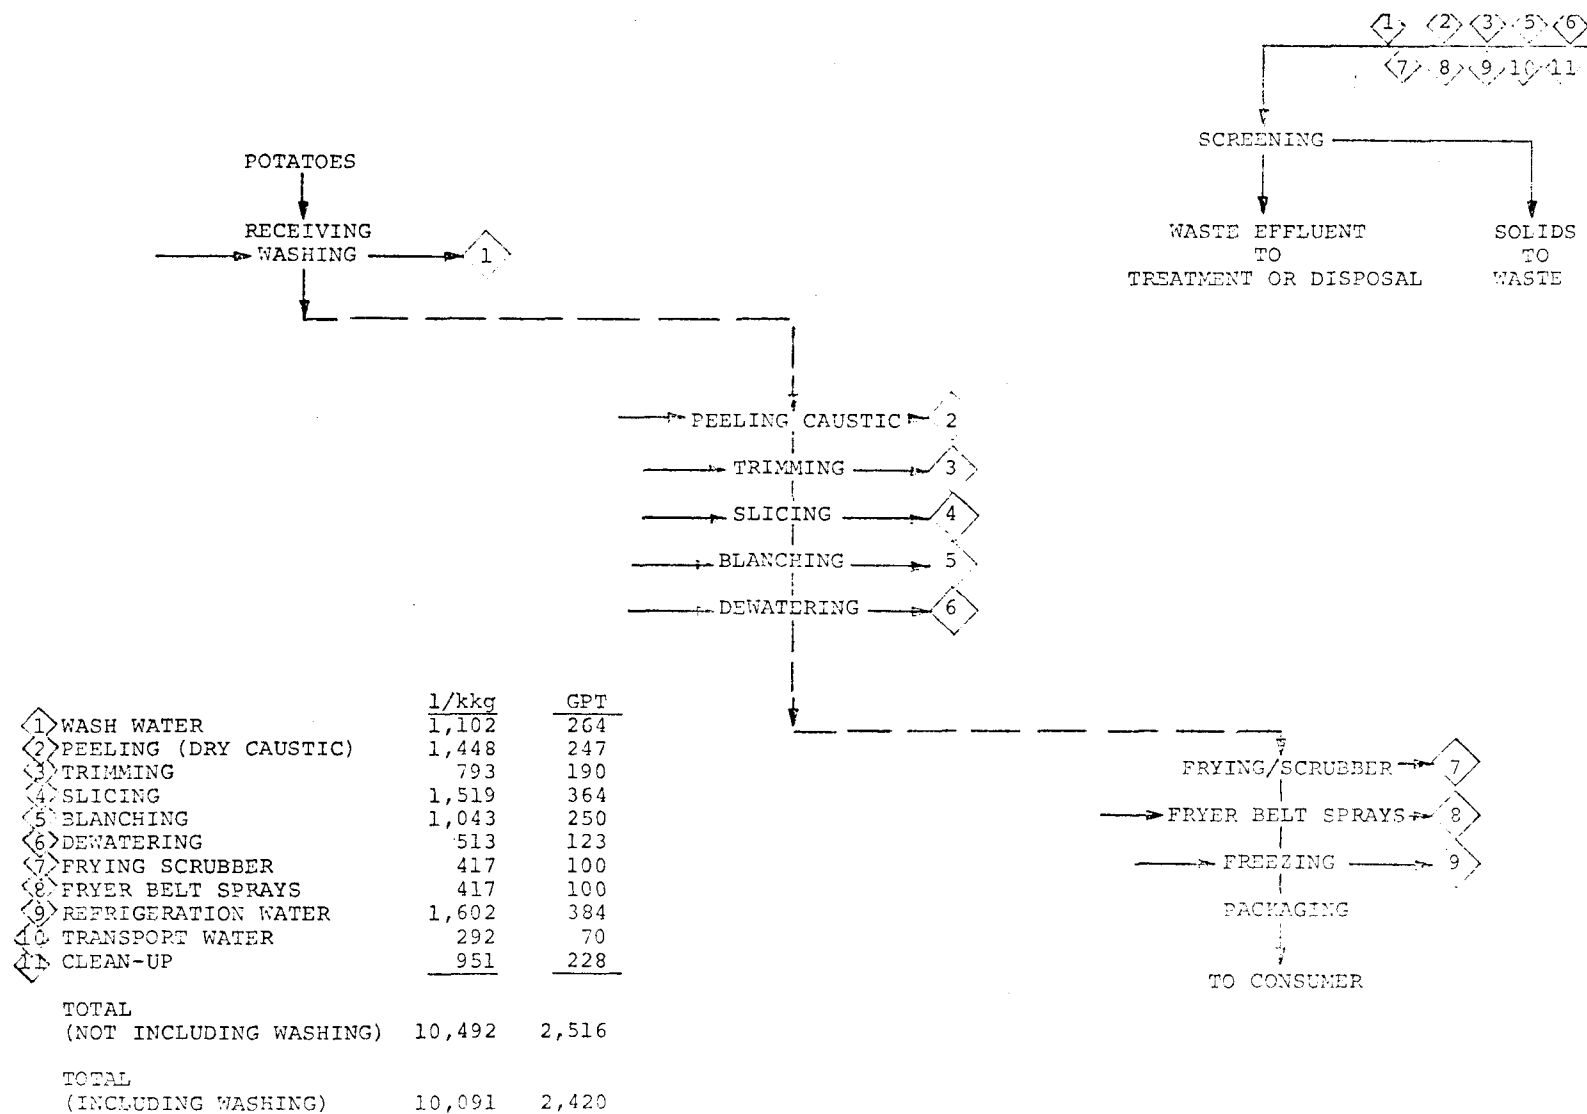 1 2 3 5 6
7 8 9 10 11
SCREENING
WASTE EFFLUENT
TO
TREATMENT OR DISPOSAL
SOLIDS
TO
WASTE
POTATOES
RECEIVING
WASHING 1
PEELING CAUSTIC 2
TRIMMING 3
SLICING 4
BLANCHING 5
DEWATERING 6
FRYING/SCRUBBER 7
FRYER BELT SPRAYS 8
FREEZING 9
PACKAGING
TO CONSUMER
l/kkg GPT
1 WASH WATER 1,102 264
2 PEELING (DRY CAUSTIC) 1,448 247
3 TRIMMING 793 190
4 SLICING 1,519 364
5 BLANCHING 1,043 250
6 DEWATERING 513 123
7 FRYING SCRUBBER 417 100
8 FRYER BELT SPRAYS 417 100
9 REFRIGERATION WATER 1,602 384
10 TRANSPORT WATER 292 70
11 CLEAN-UP 951 228
TOTAL
(NOT INCLUDING WASHING) 10,492 2,516
TOTAL
(INCLUDING WASHING) 10,091 2,420